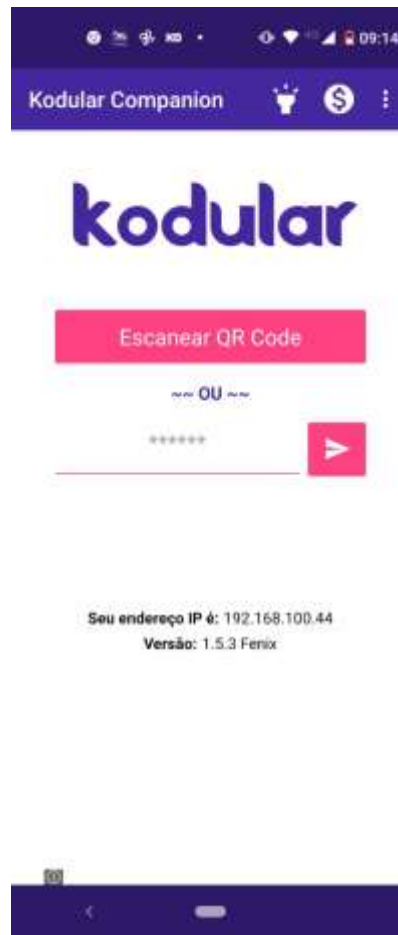 09:14
Kodular Companion
kodular
Escanear QR Code
~~ OU ~~
******
Seu endereço IP é: 192.168.100.44
Versão: 1.5.3 Fenix